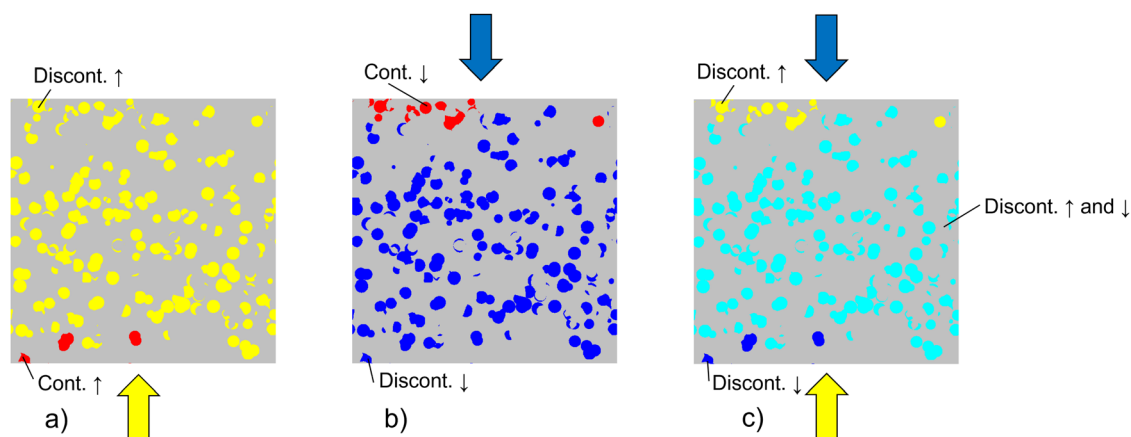 Discont. ↑
Cont. ↑
a)
Cont. ↓
Discont. ↓
b)
Discont. ↑
Discont. ↑ and ↓
Discont. ↓
c)